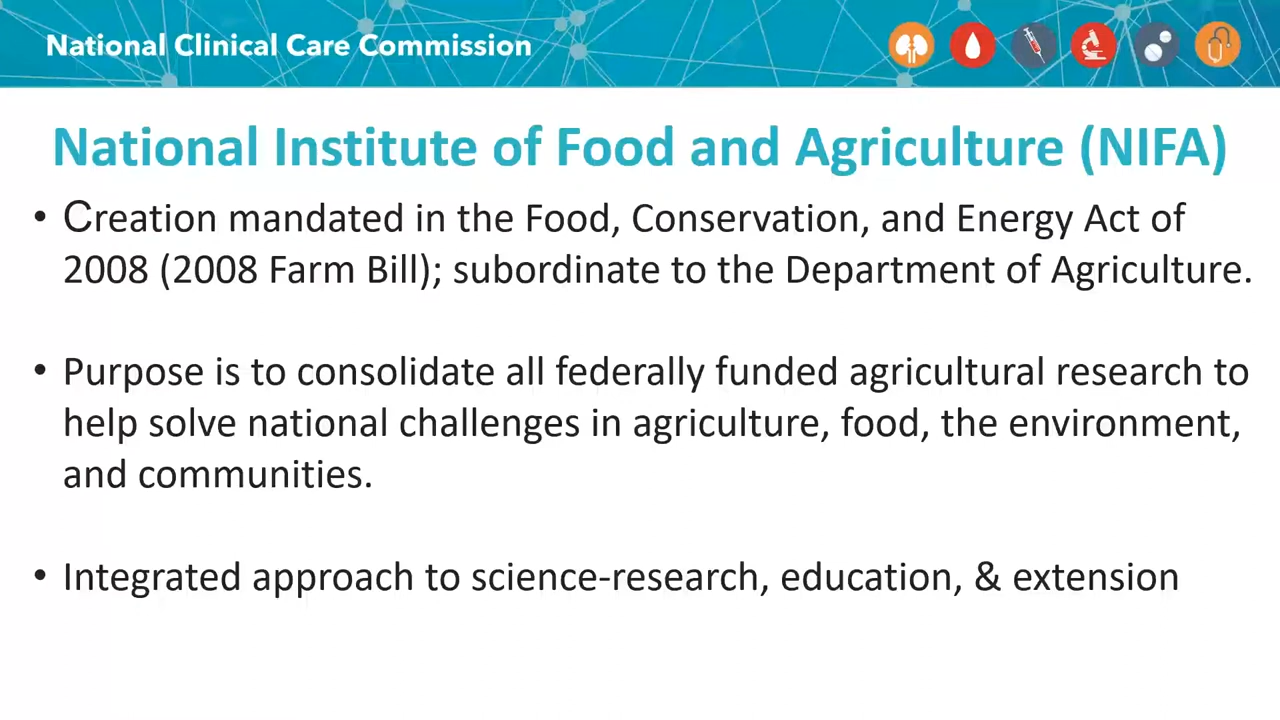 National Clinical Care Commission
National Institute of Food and Agriculture (NIFA)
• Creation mandated in the Food, Conservation, and Energy Act of
2008 (2008 Farm Bill); subordinate to the Department of Agriculture.
• Purpose is to consolidate all federally funded agricultural research to
help solve national challenges in agriculture, food, the environment,
and communities.
• Integrated approach to science-research, education, & extension